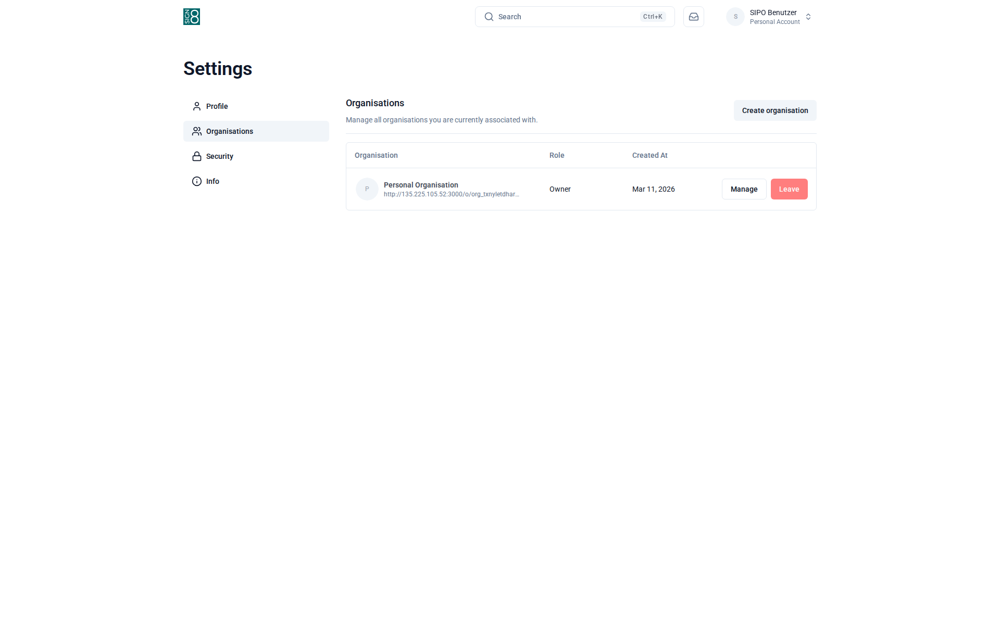 SIGN8
Search
Ctrl+K
S
SIPO Benutzer
Personal Account
Settings
Profile
Organisations
Security
Info
Organisations
Manage all organisations you are currently associated with.
Create organisation
Organisation
Role
Created At
P
Personal Organisation
http://135.225.105.52:3000/o/org_txnyletdhar...
Owner
Mar 11, 2026
Manage
Leave